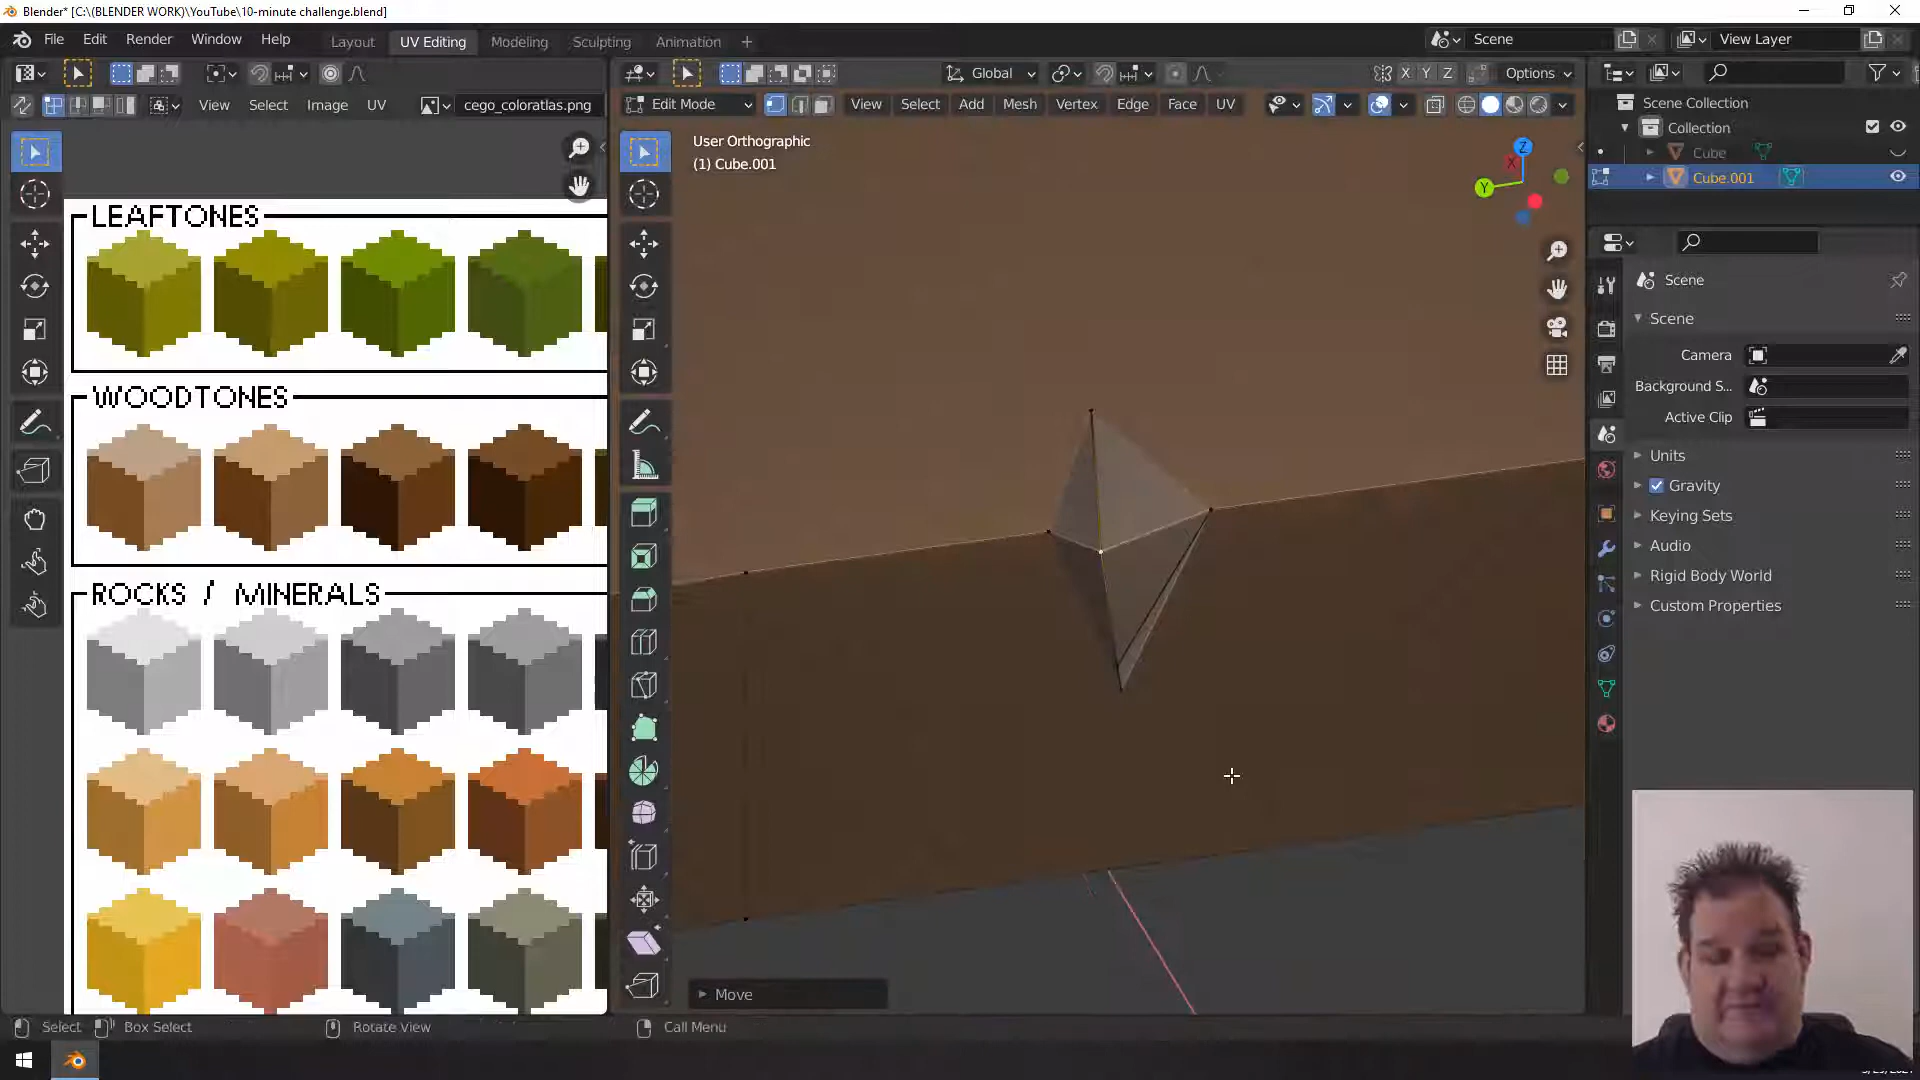 Blender* [C:\(BLENDER WORK)\YouTube\10-minute challenge.blend]
File Edit Render Window Help Layout UV Editing Modeling Sculpting Animation + Scene View Layer
Global X Y Z Options
View Select Image UV cego_coloratlas.png Edit Mode View Select Add Mesh Vertex Edge Face UV
User Orthographic
(1) Cube.001
Z
X
Y
Scene Collection
Collection
Cube
Cube.001
LEAFTONES
WOODTONES
ROCKS / MINERALS
Scene
Scene
Camera
Background S...
Active Clip
Units
Gravity
Keying Sets
Audio
Rigid Body World
Custom Properties
Move
Select Box Select Rotate View Call Menu